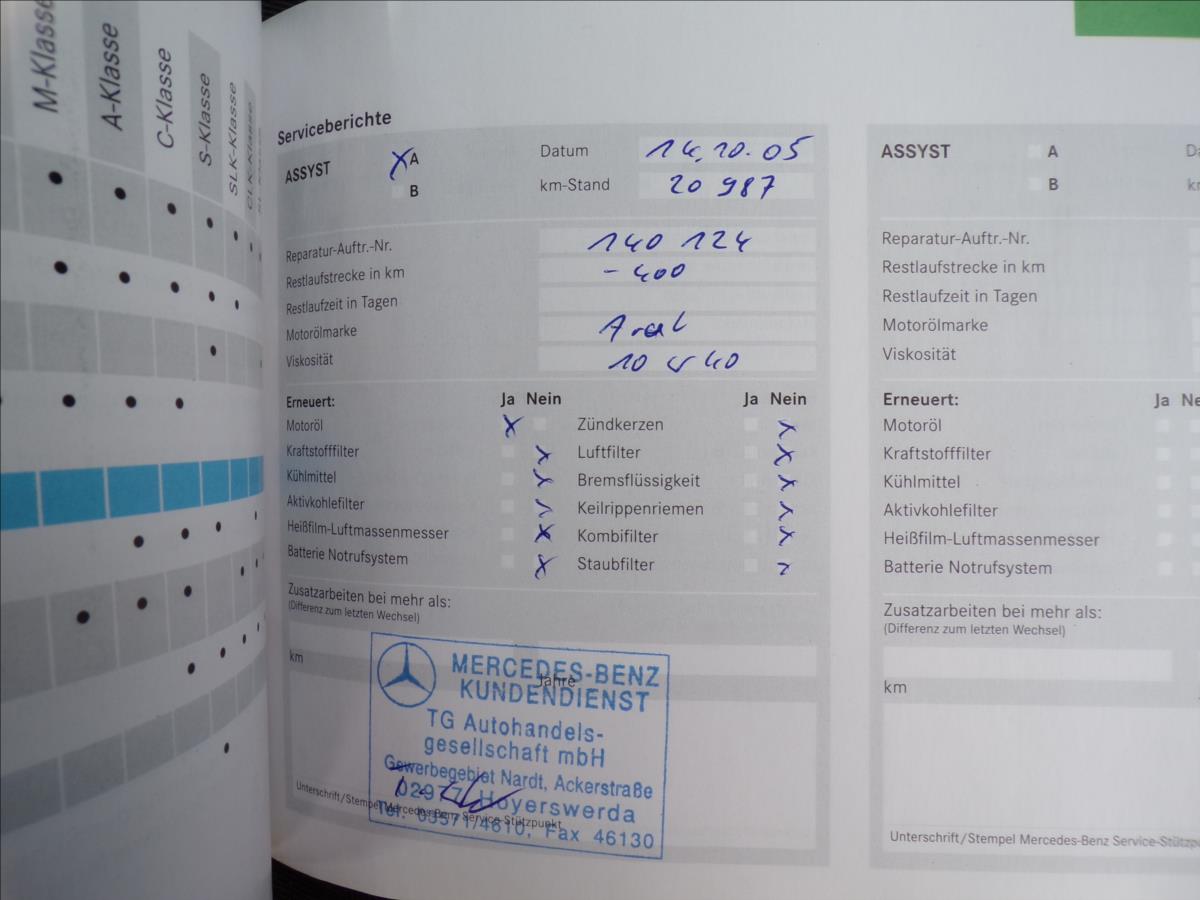 M-Klasse
A-Klasse
C-Klasse
S-Klasse
SLK-Klasse
CLK-Klasse
Serviceberichte
ASSYST
X A
B
Datum 14.10.05
km-Stand 20 987
Reparatur-Auftr.-Nr. 140 124
Restlaufstrecke in km - 400
Restlaufzeit in Tagen
Motorölmarke Aral
Viskosität 10 W 40
Erneuert: Ja Nein Ja Nein
Motoröl X Zündkerzen X
Kraftstofffilter X Luftfilter X
Kühlmittel X Bremsflüssigkeit X
Aktivkohlefilter X Keilrippenriemen X
Heißfilm-Luftmassenmesser X Kombifilter X
Batterie Notrufsystem X Staubfilter X
Zusatzarbeiten bei mehr als:
(Differenz zum letzten Wechsel)
km
Jahre
MERCEDES-BENZ
KUNDENDIENST
TG Autohandels-
gesellschaft mbH
Gewerbegebiet Nardt, Ackerstraße
02977 Hoyerswerda
Tel. 03571/4610, Fax 46130
Unterschrift/Stempel Mercedes-Benz Service-Stützpunkt
ASSYST
A
B
Reparatur-Auftr.-Nr.
Restlaufstrecke in km
Restlaufzeit in Tagen
Motorölmarke
Viskosität
Erneuert: Ja
Motoröl
Kraftstofffilter
Kühlmittel
Aktivkohlefilter
Heißfilm-Luftmassenmesser
Batterie Notrufsystem
Zusatzarbeiten bei mehr als:
(Differenz zum letzten Wechsel)
km
Unterschrift/Stempel Mercedes-Benz